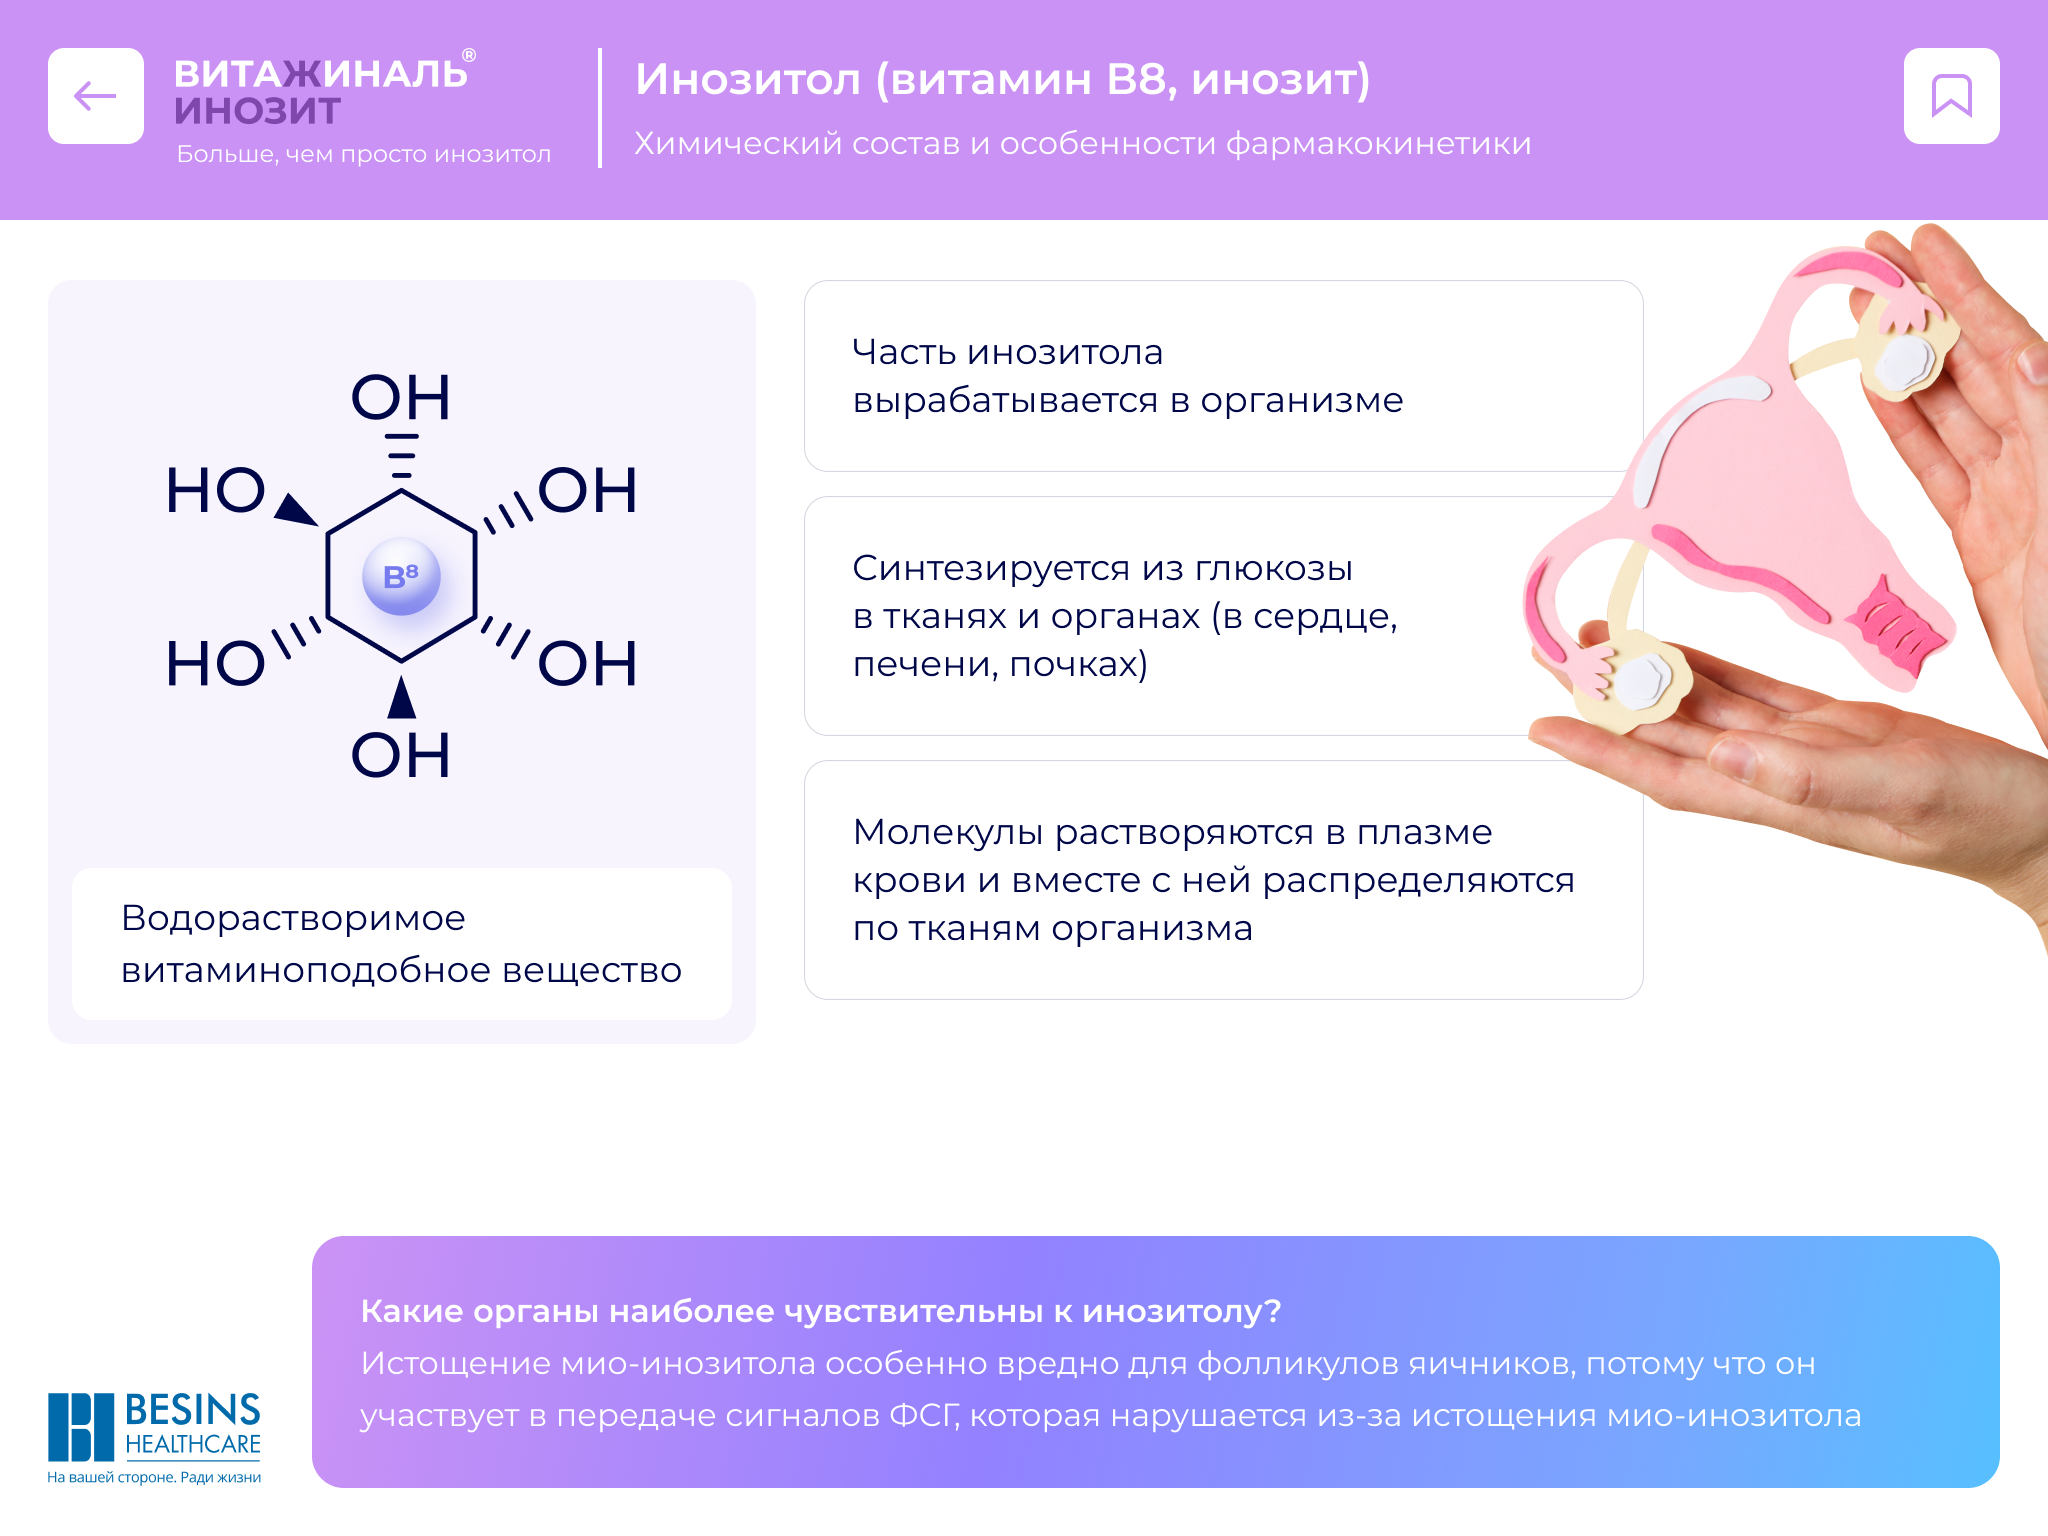 ВИТАЖИНАЛЬ®
ИНОЗИТ
Больше, чем просто инозитол
Инозитол (витамин B8, инозит)
Химический состав и особенности фармакокинетики
OH
HO
OH
B⁸
HO
OH
OH
Водорастворимое
витаминоподобное вещество
Часть инозитола
вырабатывается в организме
Синтезируется из глюкозы
в тканях и органах (в сердце,
печени, почках)
Молекулы растворяются в плазме
крови и вместе с ней распределяются
по тканям организма
Какие органы наиболее чувствительны к инозитолу?
Истощение мио-инозитола особенно вредно для фолликулов яичников, потому что он
участвует в передаче сигналов ФСГ, которая нарушается из-за истощения мио-инозитола
BESINS
HEALTHCARE
На вашей стороне. Ради жизни